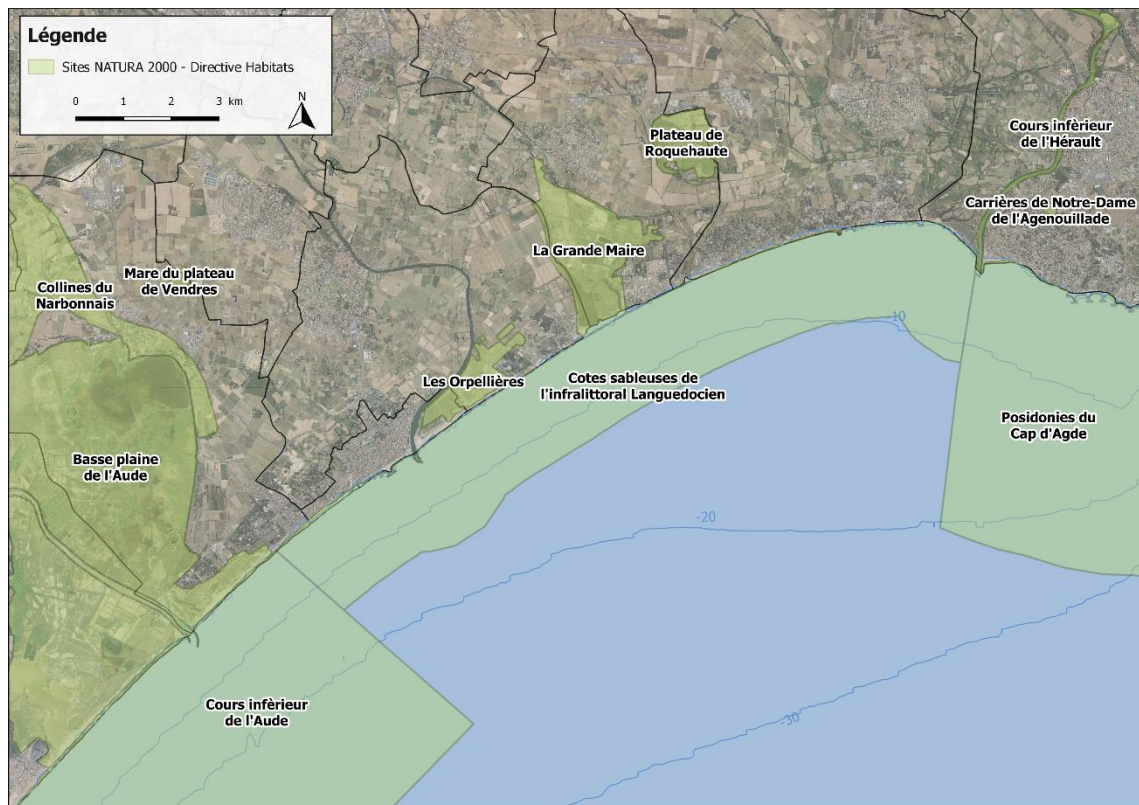 Légende
Sites NATURA 2000 - Directive Habitats
0 1 2 3 km
N
Plateau de
Roquehaute
Cours infèrieur
de l'Hérault
Carrières de Notre-Dame
de l'Agenouillade
La Grande Maire
Mare du plateau
de Vendres
Collines du
Narbonnais
Les Orpellières
Cotes sableuses de
l'infralittoral Languedocien
-10
Posidonies du
Cap d'Agde
Basse plaine
de l'Aude
-20
Cours infèrieur
de l'Aude
-30